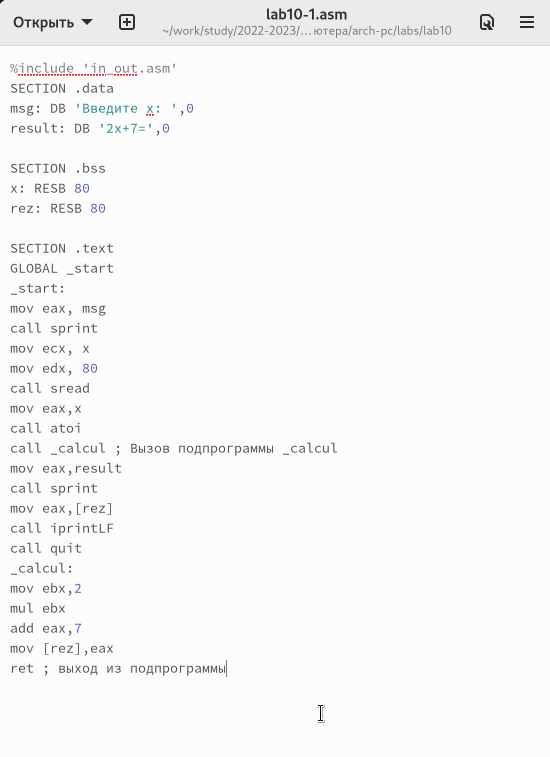 Открыть
lab10-1.asm
~/work/study/2022-2023/... ютера/arch-pc/labs/lab10
%include 'in_out.asm'
SECTION .data
msg: DB 'Введите x: ',0
result: DB '2x+7=',0
SECTION .bss
x: RESB 80
rez: RESB 80
SECTION .text
GLOBAL _start
_start:
mov eax, msg
call sprint
mov ecx, x
mov edx, 80
call sread
mov eax,x
call atoi
call _calcul ; Вызов подпрограммы _calcul
mov eax,result
call sprint
mov eax,[rez]
call iprintLF
call quit
_calcul:
mov ebx,2
mul ebx
add eax,7
mov [rez],eax
ret ; выход из подпрограммы